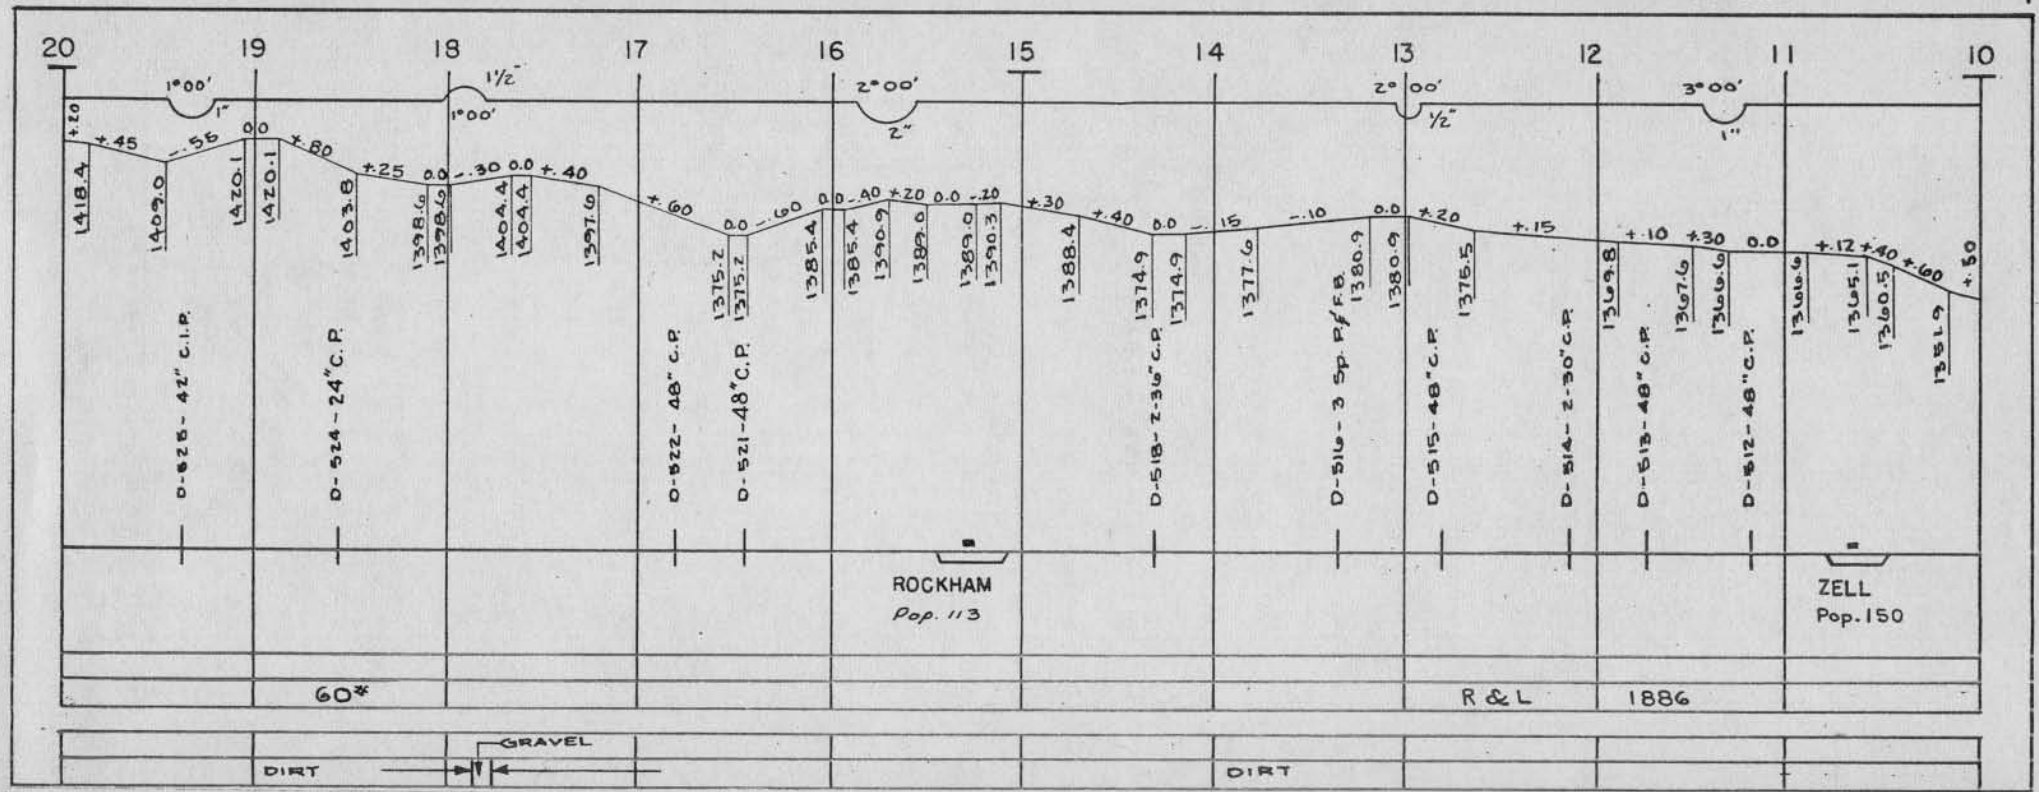 20 19 18 17 16 15 14 13 12 11 10
1°00' 1½" 2°00' 2°00' 3°00'
1" 1°00' 2" ½" 1"
+.20 +.45 -.55 0.0 +.80 +.25 0.0 -.30 0.0 +.40 +.60 0.0 -.60 0.0 -.40 +.20 0.0 -.20 +.30 +.40 0.0 -.15 -.10 0.0 +.20 +.15 +.10 +.30 0.0 +.12 +.40 +.60 +.50
1418.4 1409.0 1420.1 1420.1 1403.8 1398.6 1398.6 1404.4 1404.4 1397.6 1375.2 1375.2 1385.4 1385.4 1390.9 1389.0 1389.0 1390.3 1388.4 1374.9 1374.9 1377.6 1380.9 1380.9 1375.5 1369.8 1367.6 1366.6 1366.6 1365.1 1360.5 1351.9
D-525-42" C.I.P.
D-524-24" C.P.
D-522-48" C.P.
D-521-48" C.P.
D-518-2-36" C.P.
D-516-3 Sp. P/F.B.
D-515-48" C.P.
D-514-2-30" C.P.
D-513-48" C.P.
D-512-48" C.P.
ROCKHAM
Pop. 113
ZELL
Pop. 150
60# R & L 1886
GRAVEL
DIRT DIRT